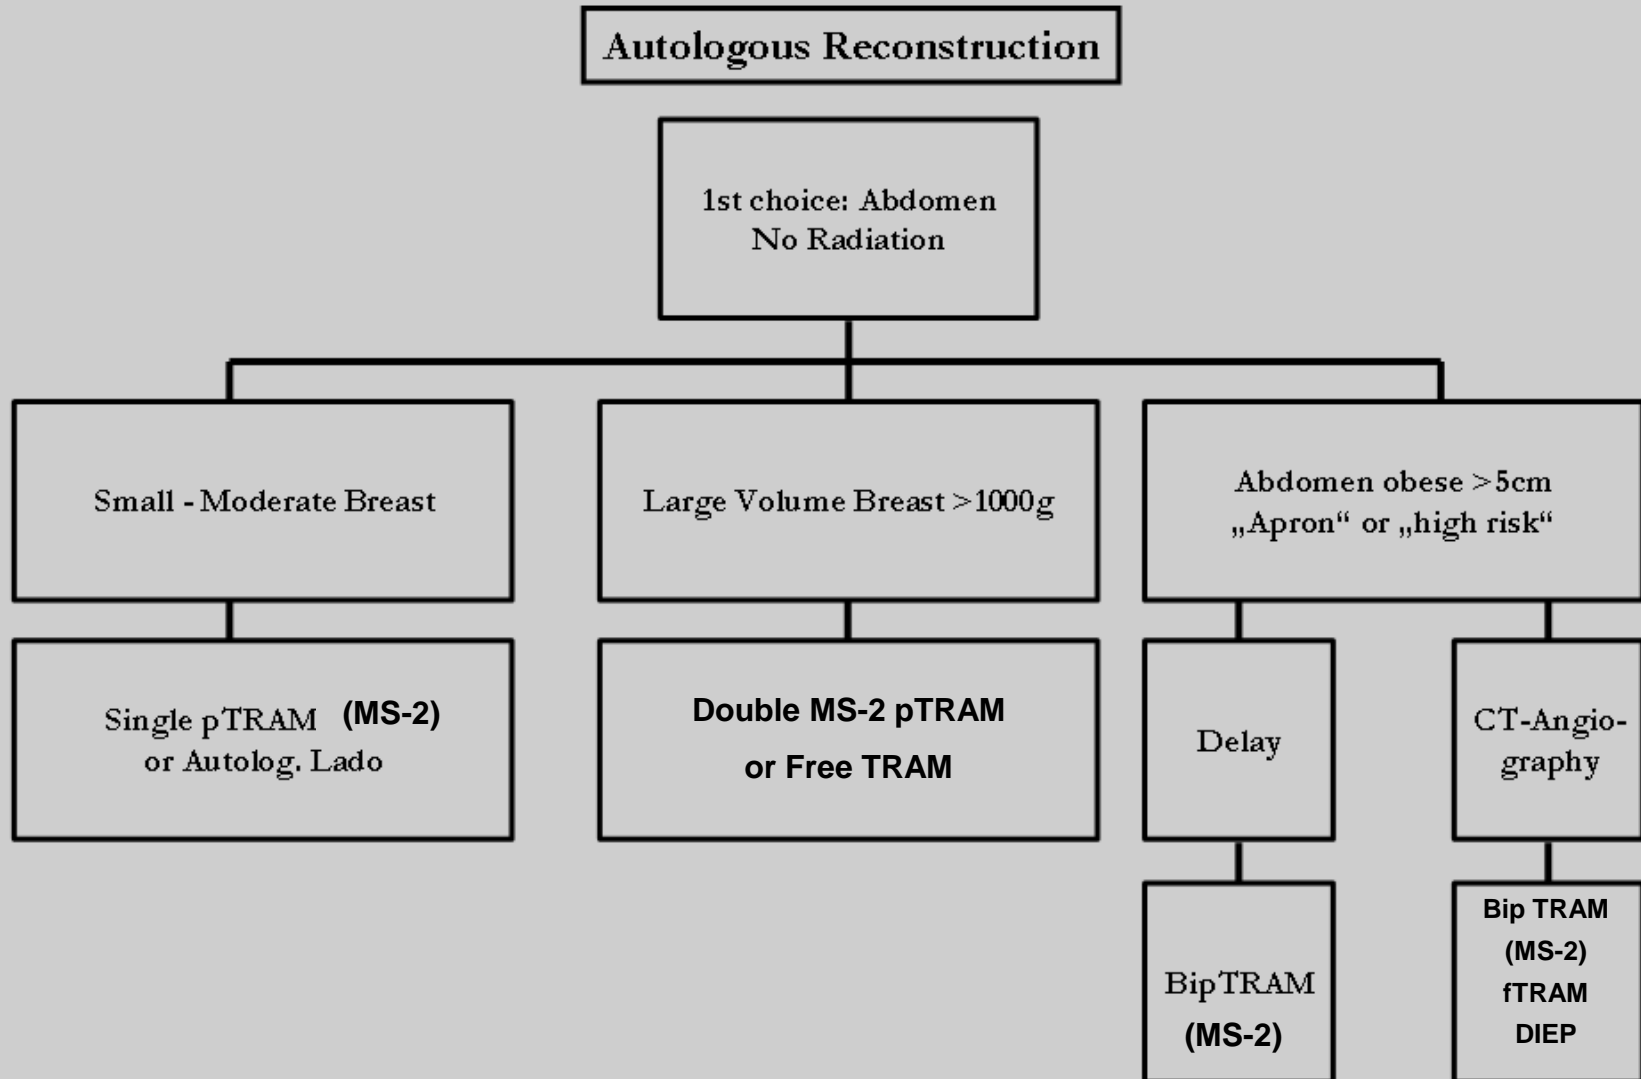 Autologous Reconstruction
1st choice: Abdomen
No Radiation
Small - Moderate Breast
Large Volume Breast >1000g
Abdomen obese >5cm
„Apron“ or „high risk“
Single pTRAM (MS-2)
or Autolog. Lado
Double MS-2 pTRAM
or Free TRAM
Delay
CT-Angio-
graphy
BipTRAM
(MS-2)
Bip TRAM
(MS-2)
fTRAM
DIEP